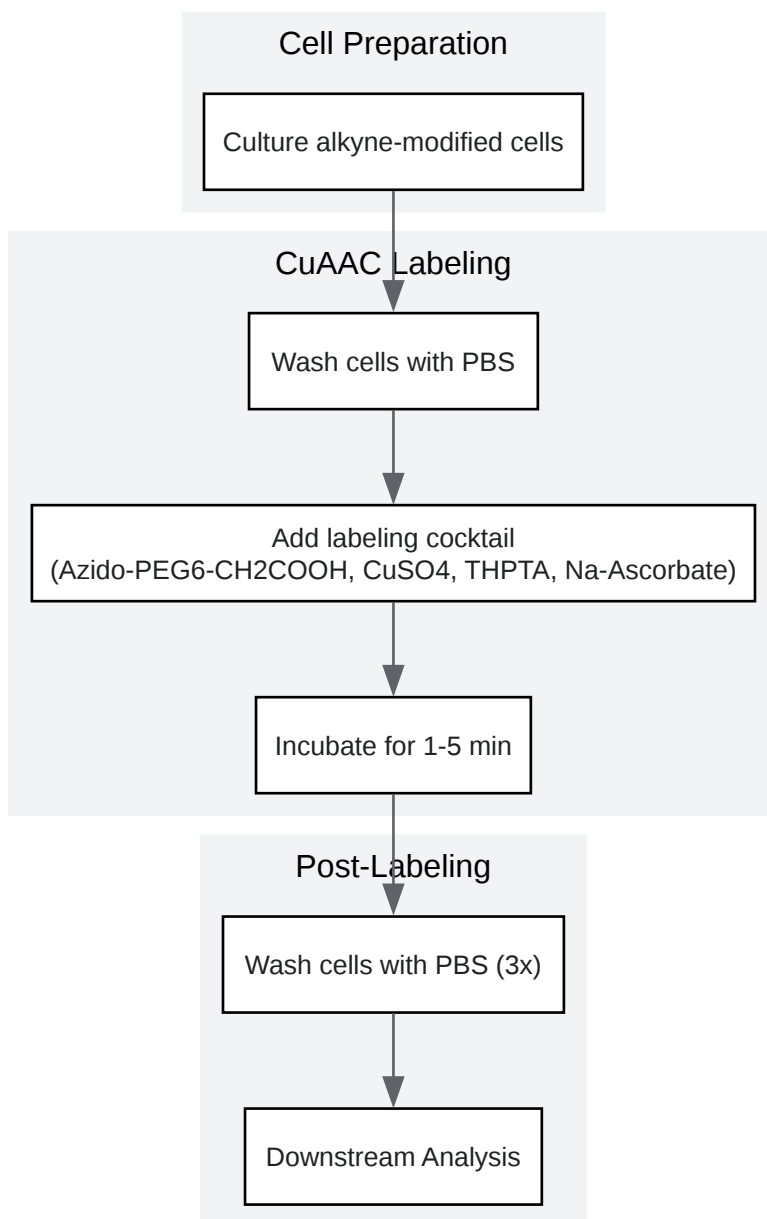 Cell Preparation
Culture alkyne-modified cells
CuAAC Labeling
Wash cells with PBS
Add labeling cocktail
(Azido-PEG6-CH2COOH, CuSO4, THPTA, Na-Ascorbate)
Incubate for 1-5 min
Post-Labeling
Wash cells with PBS (3x)
Downstream Analysis